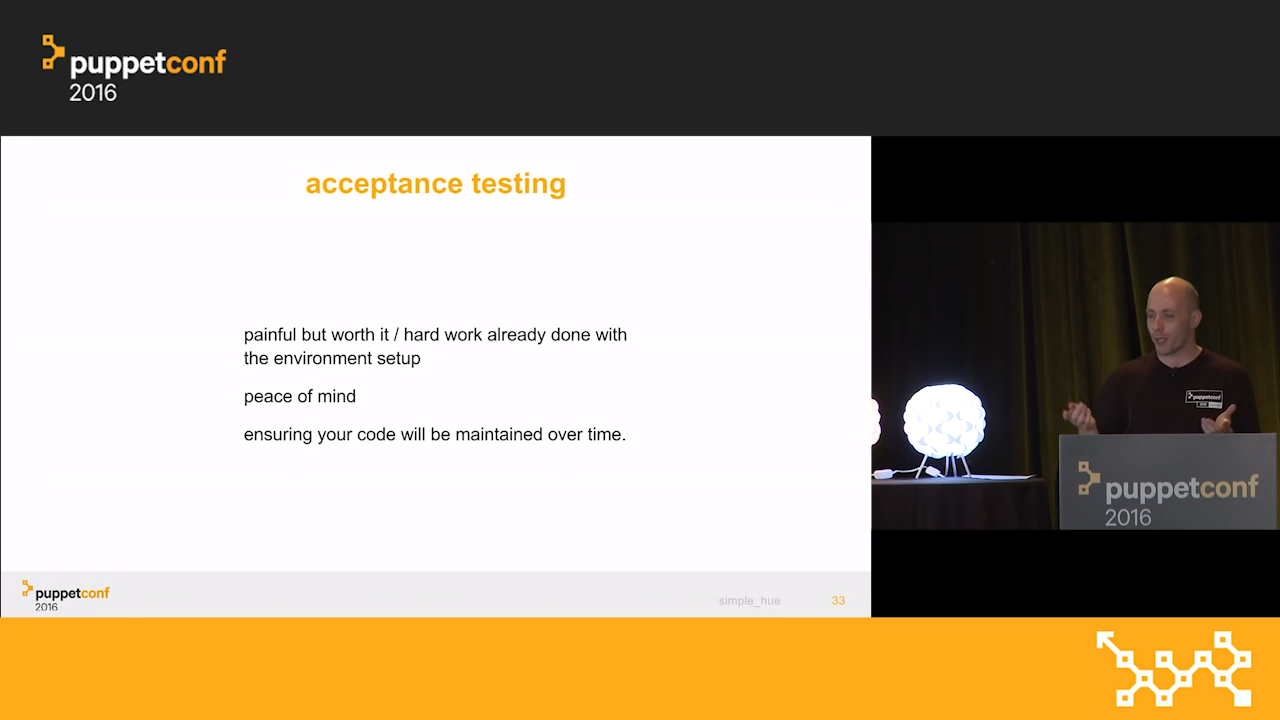 puppetconf
2016
acceptance testing
painful but worth it / hard work already done with
the environment setup
peace of mind
ensuring your code will be maintained over time.
puppetconf
2016
simple_hue
33
puppetconf
puppetconf
2016